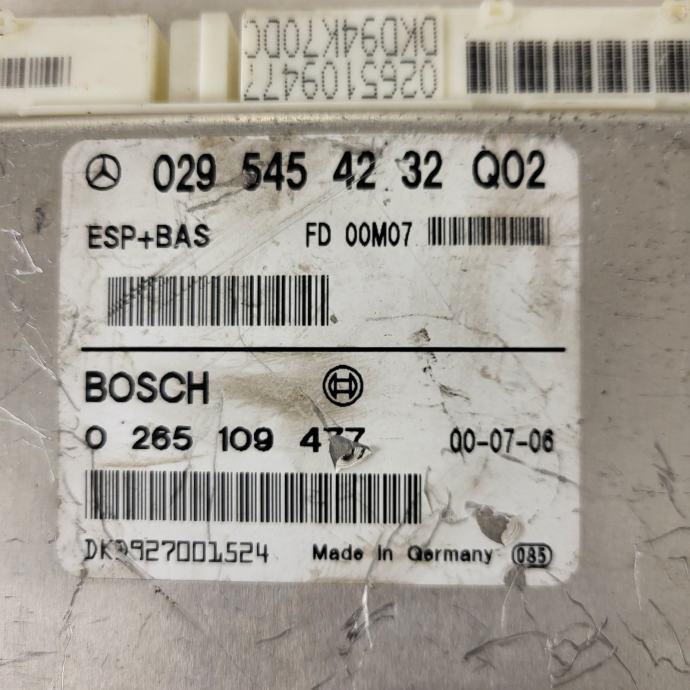 DKD94K70DC
0265109477
029 545 42 32 Q02
ESP+BAS FD 00M07
BOSCH
0 265 109 477 00-07-06
DKD927001524 Made In Germany 085